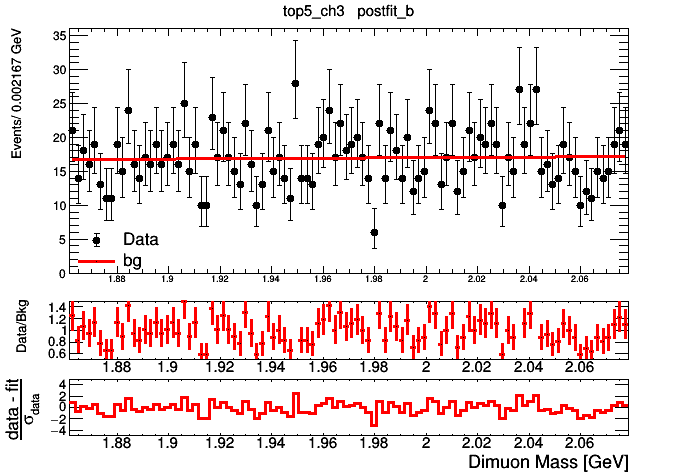 top5_ch3 postfit_b
Events/ 0.002167 GeV
35
30
25
20
15
10
5
0
Data
bg
1.88 1.9 1.92 1.94 1.96 1.98 2 2.02 2.04 2.06
Data/Bkg
1.4
1.2
1
0.8
0.6
1.88 1.9 1.92 1.94 1.96 1.98 2 2.02 2.04 2.06
data - fit
σdata
4
2
0
−2
−4
1.88 1.9 1.92 1.94 1.96 1.98 2 2.02 2.04 2.06
Dimuon Mass [GeV]